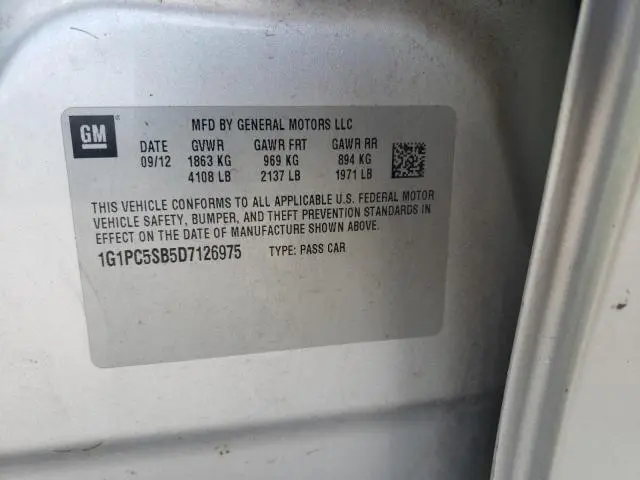 GM
MFD BY GENERAL MOTORS LLC
DATE GVWR GAWR FRT GAWR RR
09/12 1863 KG 969 KG 894 KG
4108 LB 2137 LB 1971 LB
THIS VEHICLE CONFORMS TO ALL APPLICABLE U.S. FEDERAL MOTOR
VEHICLE SAFETY, BUMPER, AND THEFT PREVENTION STANDARDS IN
EFFECT ON THE DATE OF MANUFACTURE SHOWN ABOVE.
1G1PC5SB5D7126975 TYPE: PASS CAR